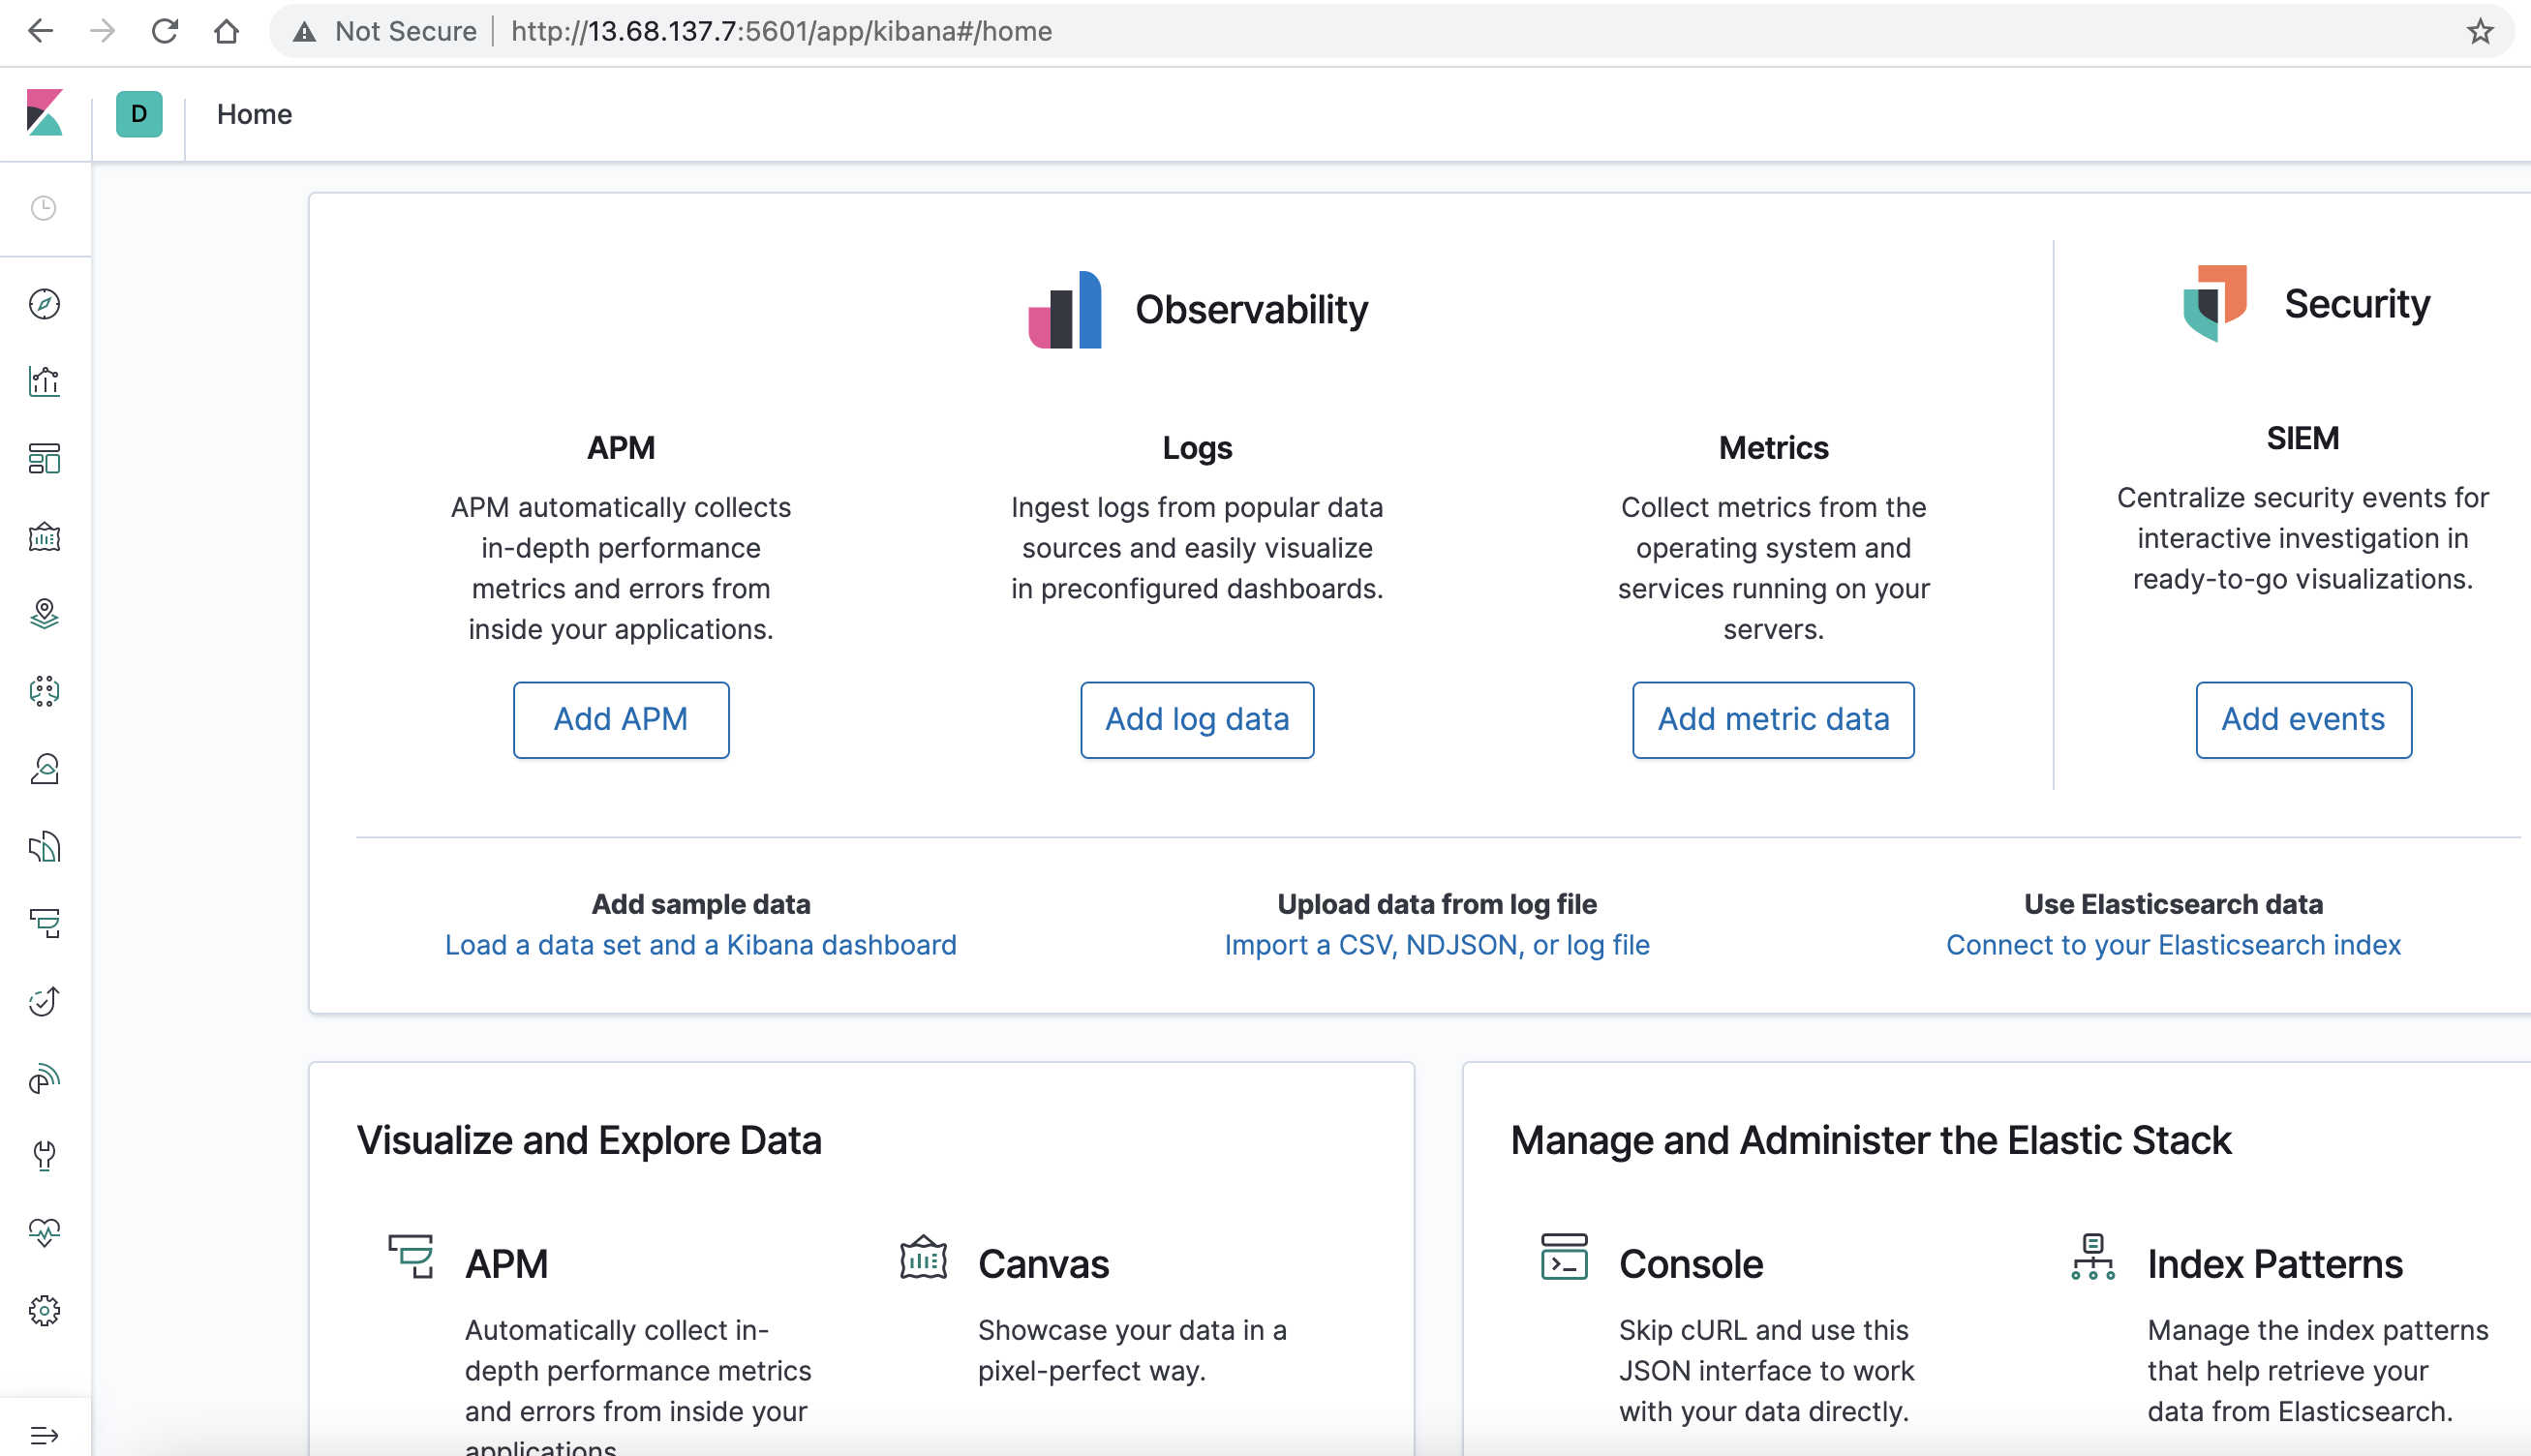 Not Secure | http://13.68.137.7:5601/app/kibana#/home
D
Home
Observability
Security
APM
APM automatically collects
in-depth performance
metrics and errors from
inside your applications.
Add APM
Logs
Ingest logs from popular data
sources and easily visualize
in preconfigured dashboards.
Add log data
Metrics
Collect metrics from the
operating system and
services running on your
servers.
Add metric data
SIEM
Centralize security events for
interactive investigation in
ready-to-go visualizations.
Add events
Add sample data
Load a data set and a Kibana dashboard
Upload data from log file
Import a CSV, NDJSON, or log file
Use Elasticsearch data
Connect to your Elasticsearch index
Visualize and Explore Data
APM
Automatically collect in-
depth performance metrics
and errors from inside your
applications.
Canvas
Showcase your data in a
pixel-perfect way.
Manage and Administer the Elastic Stack
Console
Skip cURL and use this
JSON interface to work
with your data directly.
Index Patterns
Manage the index patterns
that help retrieve your
data from Elasticsearch.